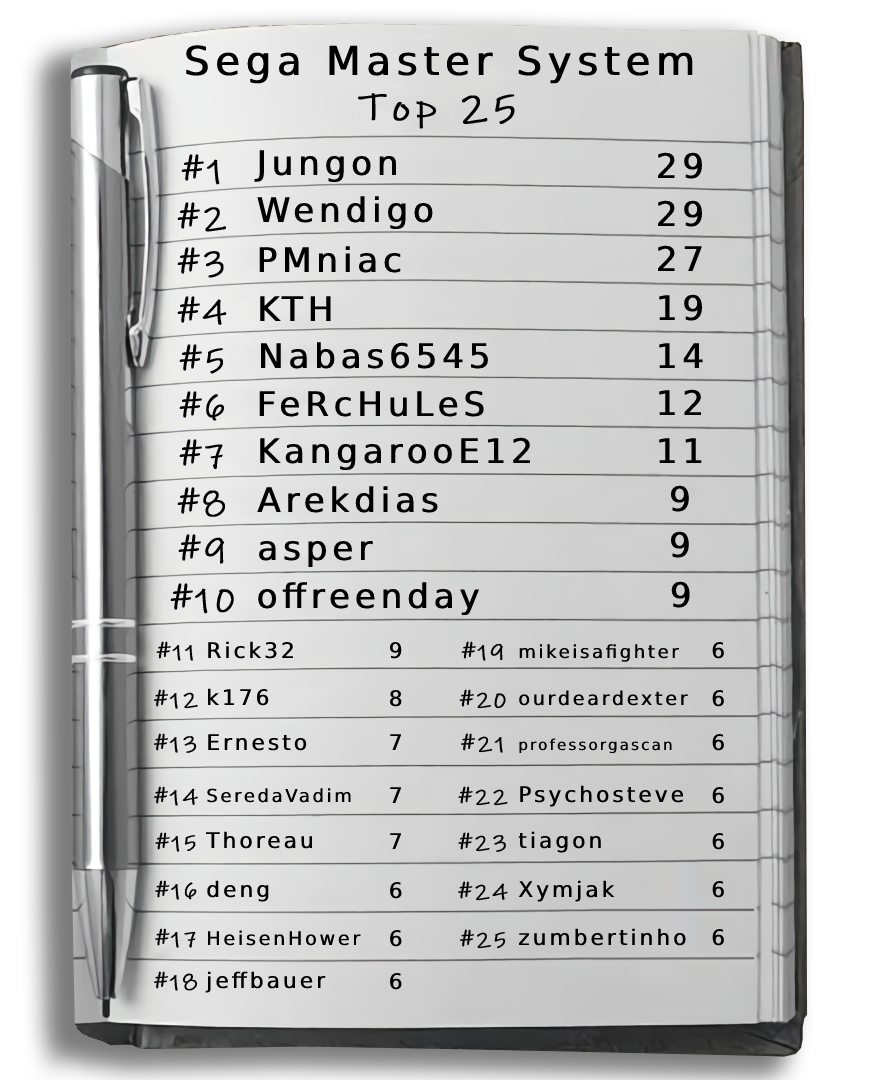 Sega Master System
Top 25
#1 Jungon 29
#2 Wendigo 29
#3 PMniac 27
#4 KTH 19
#5 Nabas6545 14
#6 FeRcHuLeS 12
#7 KangarooE12 11
#8 Arekdias 9
#9 asper 9
#10 offreenday 9
#11 Rick32 9
#12 k176 8
#13 Ernesto 7
#14 SeredaVadim 7
#15 Thoreau 7
#16 deng 6
#17 HeisenHower 6
#18 jeffbauer 6
#19 mikeisafighter 6
#20 ourdeardexter 6
#21 professorgascan 6
#22 Psychosteve 6
#23 tiagon 6
#24 Xymjak 6
#25 zumbertinho 6